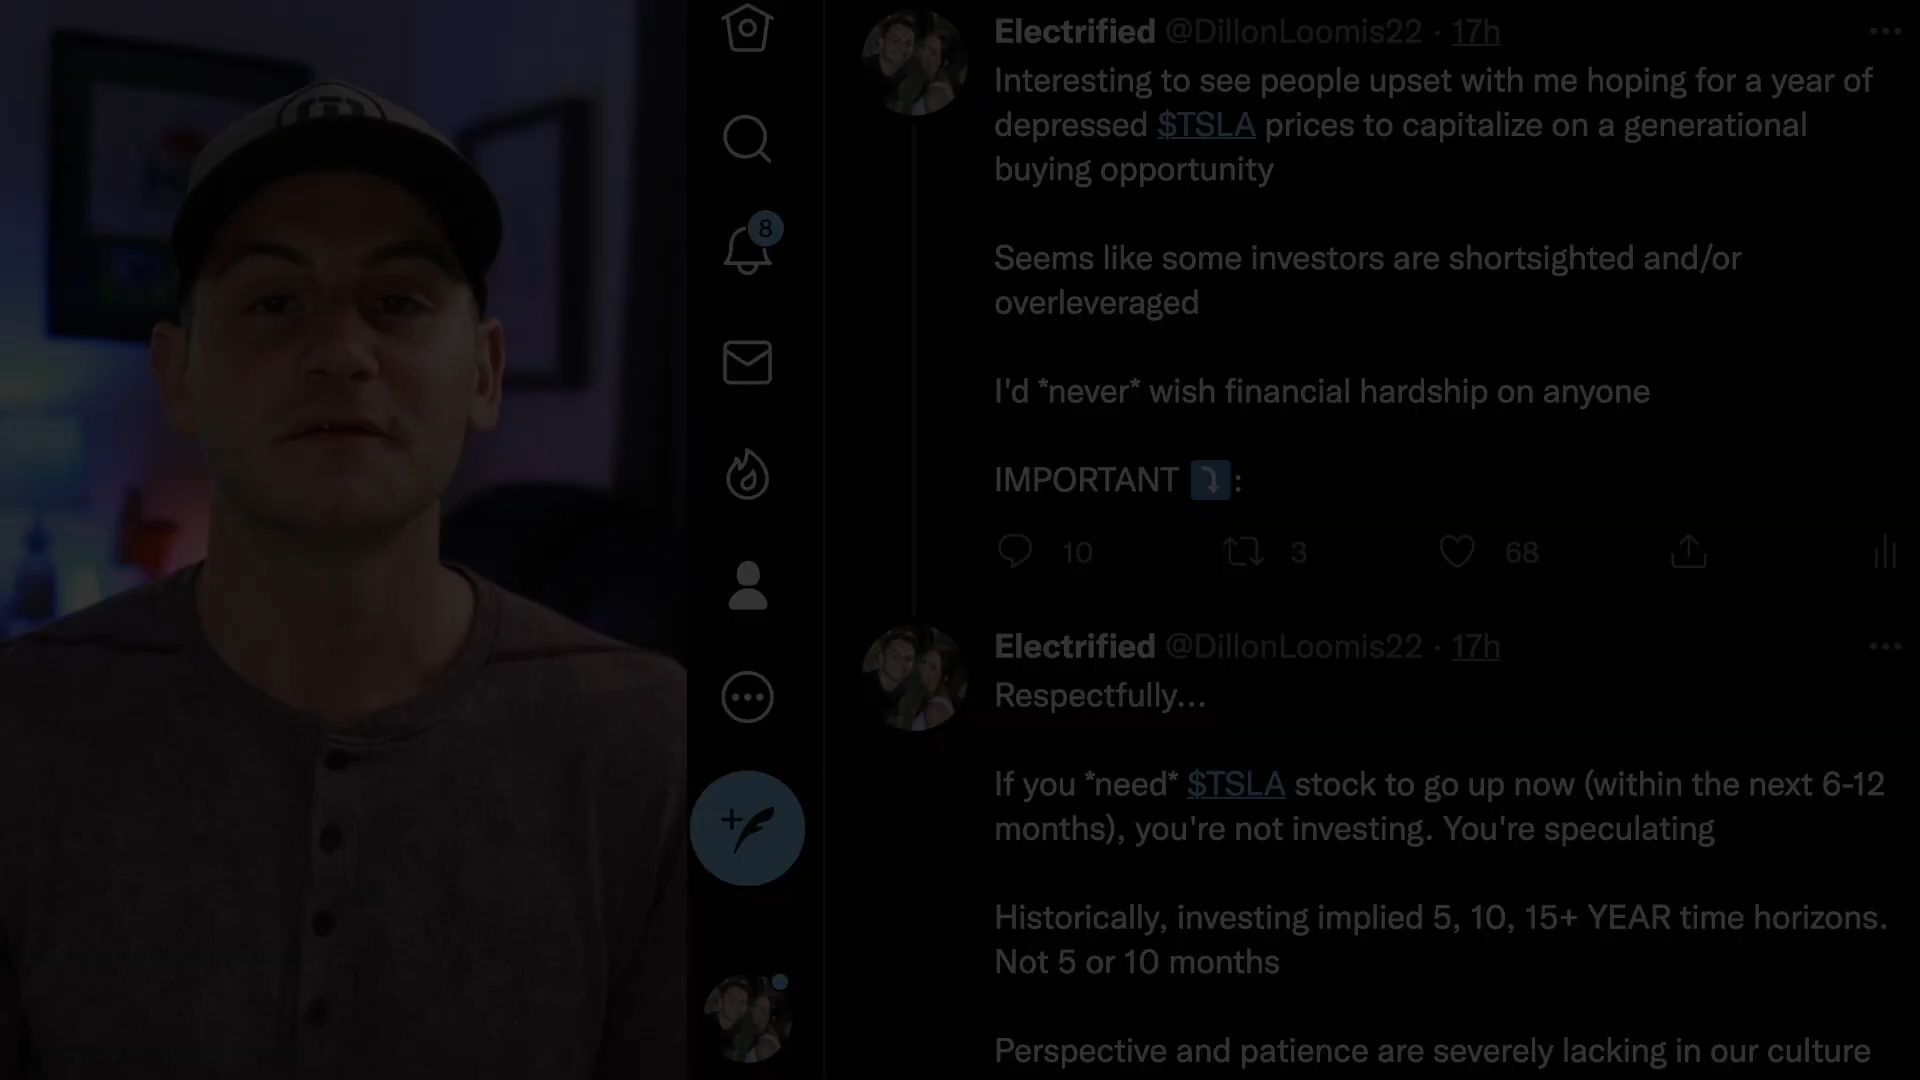 Electrified @DillonLoomis22 · 17h
Interesting to see people upset with me hoping for a year of
depressed $TSLA prices to capitalize on a generational
buying opportunity
Seems like some investors are shortsighted and/or
overleveraged
I'd *never* wish financial hardship on anyone
IMPORTANT ⤵️:
10 3 68
8
Electrified @DillonLoomis22 · 17h
Respectfully...
If you *need* $TSLA stock to go up now (within the next 6-12
months), you're not investing. You're speculating
Historically, investing implied 5, 10, 15+ YEAR time horizons.
Not 5 or 10 months
Perspective and patience are severely lacking in our culture